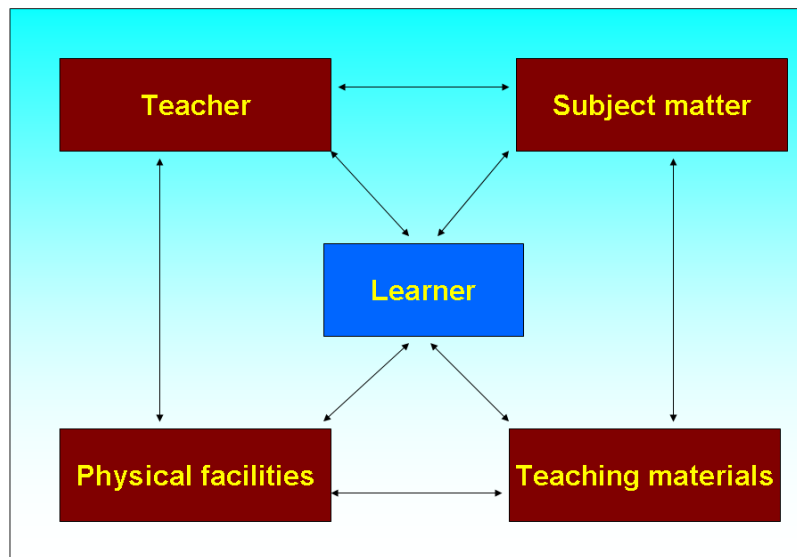 Teacher
Subject matter
Learner
Physical facilities
Teaching materials